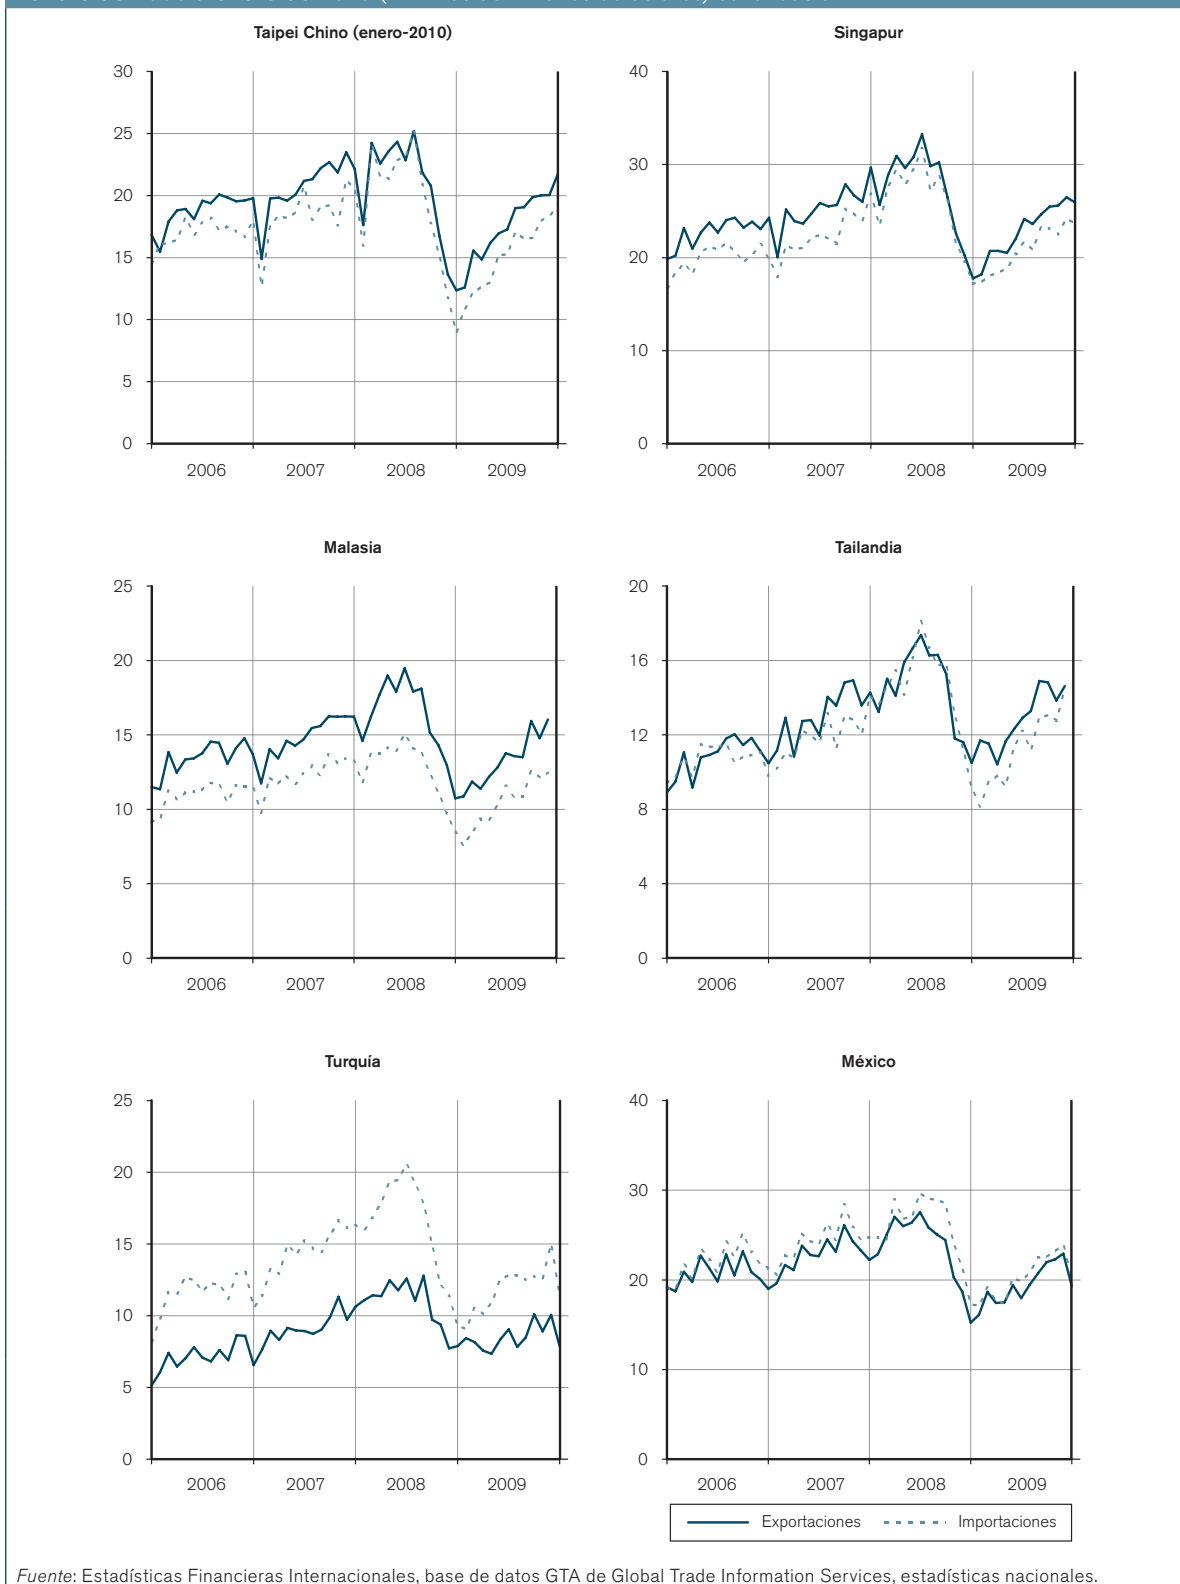 Taipei Chino (enero-2010)
30
25
20
15
10
5
0
2006 2007 2008 2009
Singapur
40
30
20
10
0
2006 2007 2008 2009
Malasia
25
20
15
10
5
0
2006 2007 2008 2009
Tailandia
20
16
12
8
4
0
2006 2007 2008 2009
Turquía
25
20
15
10
5
0
2006 2007 2008 2009
México
40
30
20
10
0
2006 2007 2008 2009
Exportaciones Importaciones
Fuente: Estadísticas Financieras Internacionales, base de datos GTA de Global Trade Information Services, estadísticas nacionales.